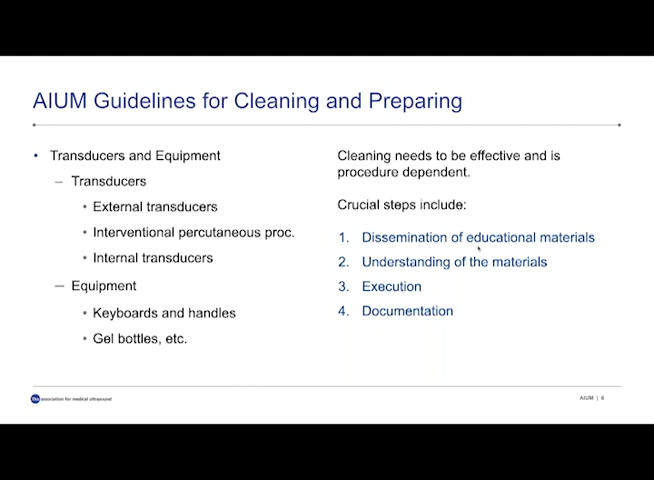 AIUM Guidelines for Cleaning and Preparing
• Transducers and Equipment
– Transducers
• External transducers
• Interventional percutaneous proc.
• Internal transducers
– Equipment
• Keyboards and handles
• Gel bottles, etc.
Cleaning needs to be effective and is
procedure dependent.
Crucial steps include:
1. Dissemination of educational materials
2. Understanding of the materials
3. Execution
4. Documentation
association for medical ultrasound
AIUM | 6